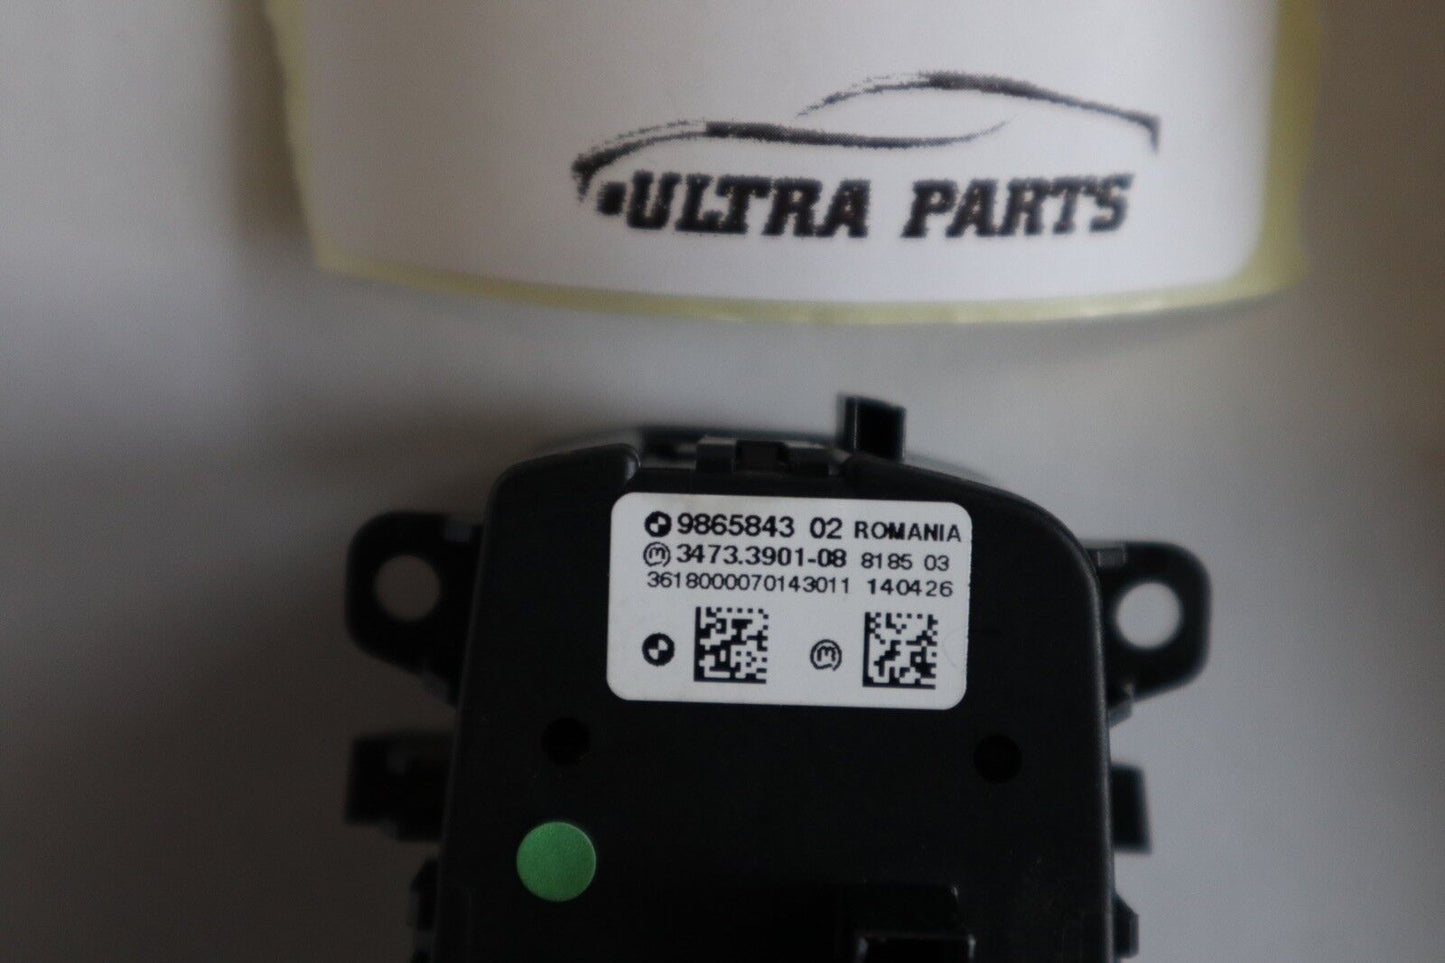 ULTRA PARTS
9865843 02 ROMANIA
3473.3901-08 8185 03
3618000070143011 140426